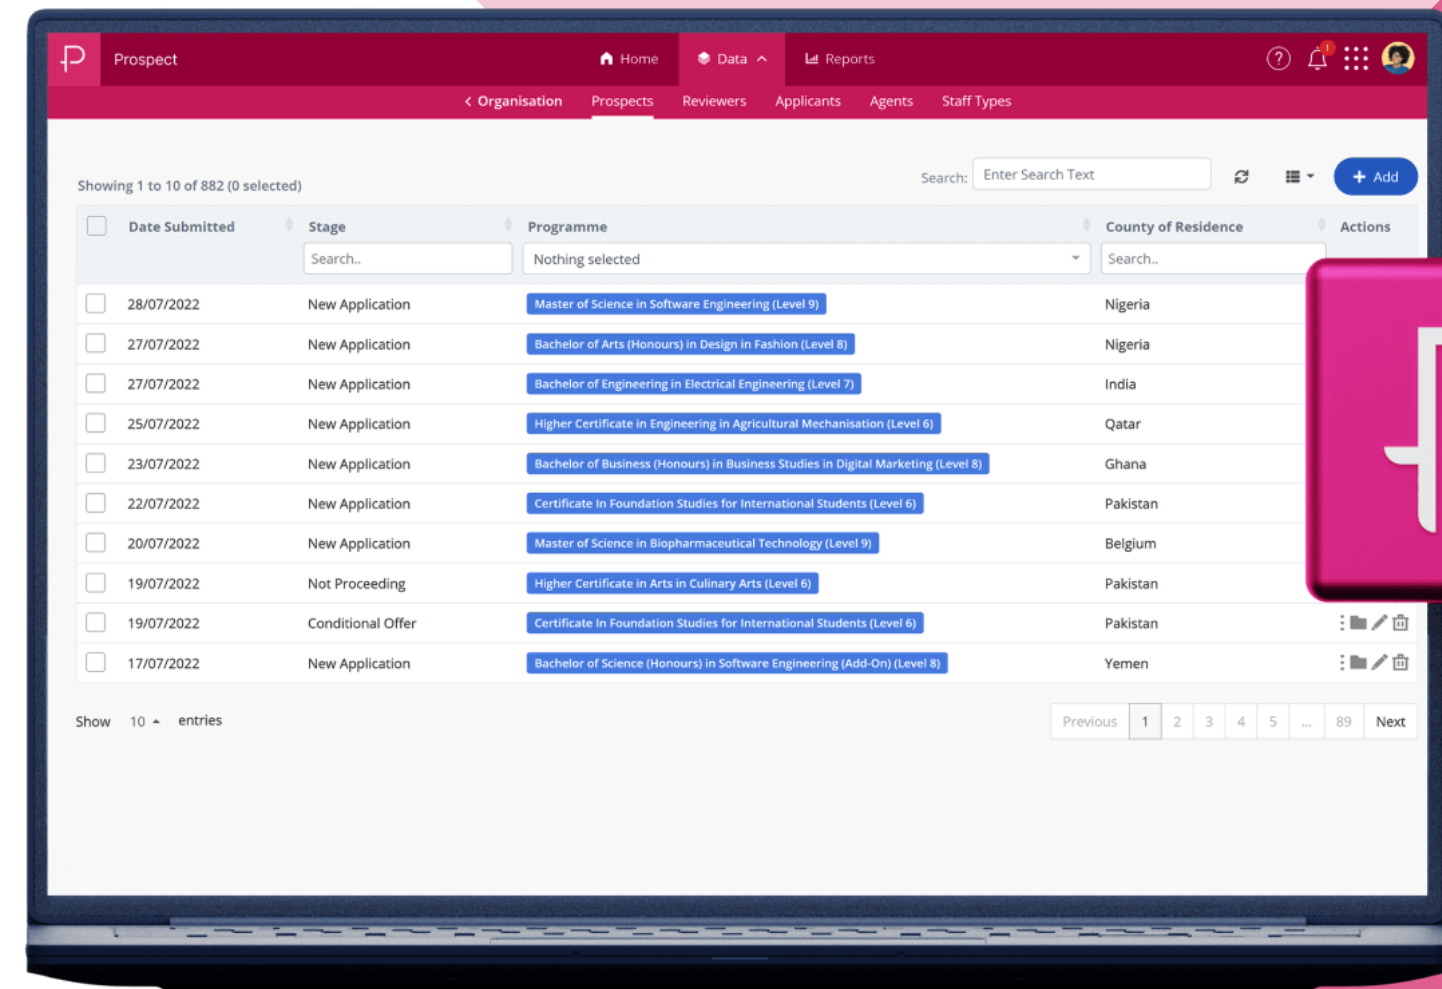 Prospect
Home
Data
Reports
1
< Organisation Prospects Reviewers Applicants Agents Staff Types
Showing 1 to 10 of 882 (0 selected)
Search: Enter Search Text
+ Add
Date Submitted Stage Programme County of Residence Actions
Search.. Nothing selected Search..
28/07/2022 New Application Master of Science in Software Engineering (Level 9) Nigeria
27/07/2022 New Application Bachelor of Arts (Honours) in Design in Fashion (Level 8) Nigeria
27/07/2022 New Application Bachelor of Engineering in Electrical Engineering (Level 7) India
25/07/2022 New Application Higher Certificate in Engineering in Agricultural Mechanisation (Level 6) Qatar
23/07/2022 New Application Bachelor of Business (Honours) in Business Studies in Digital Marketing (Level 8) Ghana
22/07/2022 New Application Certificate In Foundation Studies for International Students (Level 6) Pakistan
20/07/2022 New Application Master of Science in Biopharmaceutical Technology (Level 9) Belgium
19/07/2022 Not Proceeding Higher Certificate in Arts in Culinary Arts (Level 6) Pakistan
19/07/2022 Conditional Offer Certificate In Foundation Studies for International Students (Level 6) Pakistan
17/07/2022 New Application Bachelor of Science (Honours) in Software Engineering (Add-On) (Level 8) Yemen
Show 10 entries
Previous 1 2 3 4 5 ... 89 Next